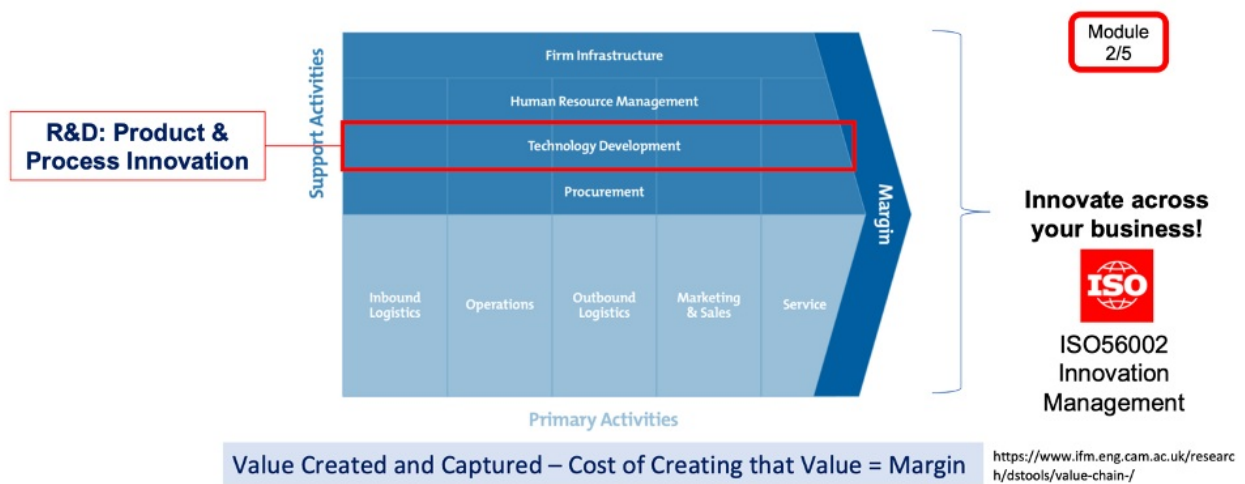 Module
2/5
Support Activities
Firm Infrastructure
Human Resource Management
R&D: Product &
Process Innovation
Technology Development
Procurement
Margin
Innovate across
your business!
Inbound
Logistics
Operations
Outbound
Logistics
Marketing
& Sales
Service
ISO
ISO56002
Innovation
Management
Primary Activities
Value Created and Captured – Cost of Creating that Value = Margin
https://www.ifm.eng.cam.ac.uk/researc
h/dstools/value-chain-/